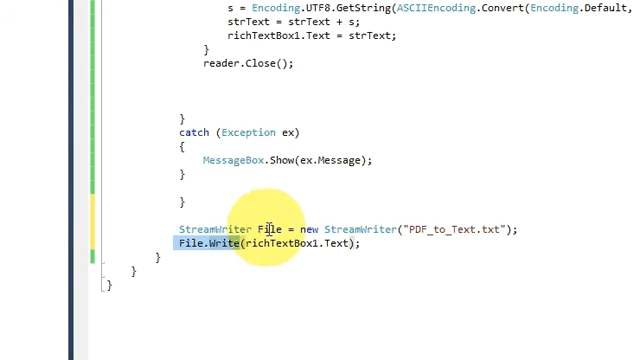 s = Encoding.UTF8.GetString(ASCIIEncoding.Convert(Encoding.Default,
strText = strText + s;
richTextBox1.Text = strText;
}
reader.Close();
}
catch (Exception ex)
{
MessageBox.Show(ex.Message);
}
}
StreamWriter File = new StreamWriter("PDF_to_Text.txt");
File.Write(richTextBox1.Text);
}
}
}